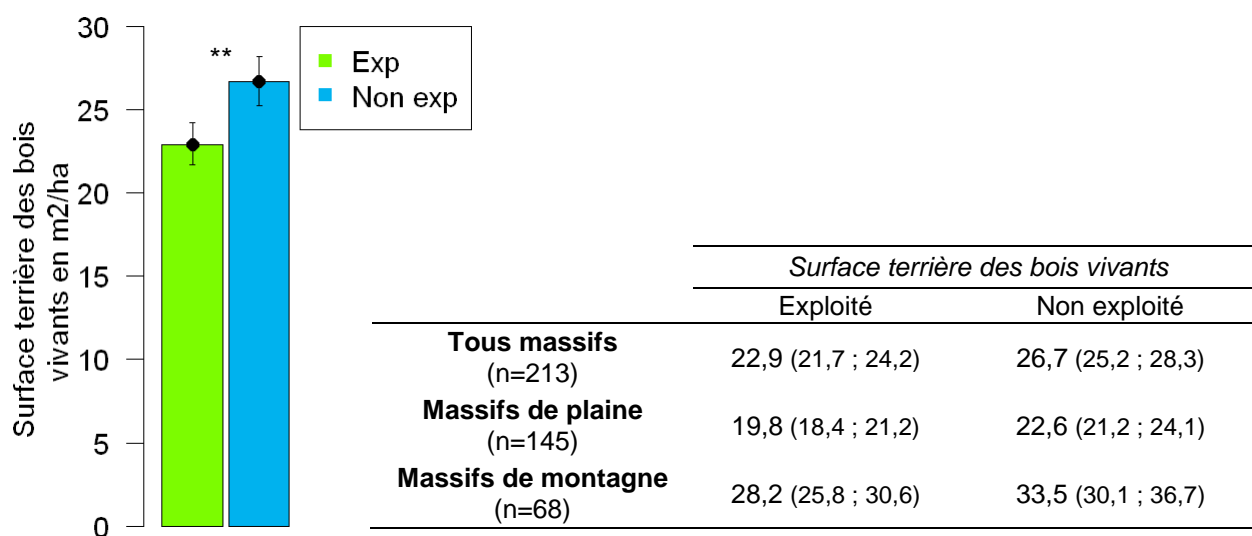 Surface terrière des bois
vivants en m2/ha
30
25
20
15
10
5
0
**
Exp
Non exp
Surface terrière des bois vivants
Exploité Non exploité
Tous massifs
(n=213)
22,9 (21,7 ; 24,2) 26,7 (25,2 ; 28,3)
Massifs de plaine
(n=145)
19,8 (18,4 ; 21,2) 22,6 (21,2 ; 24,1)
Massifs de montagne
(n=68)
28,2 (25,8 ; 30,6) 33,5 (30,1 ; 36,7)